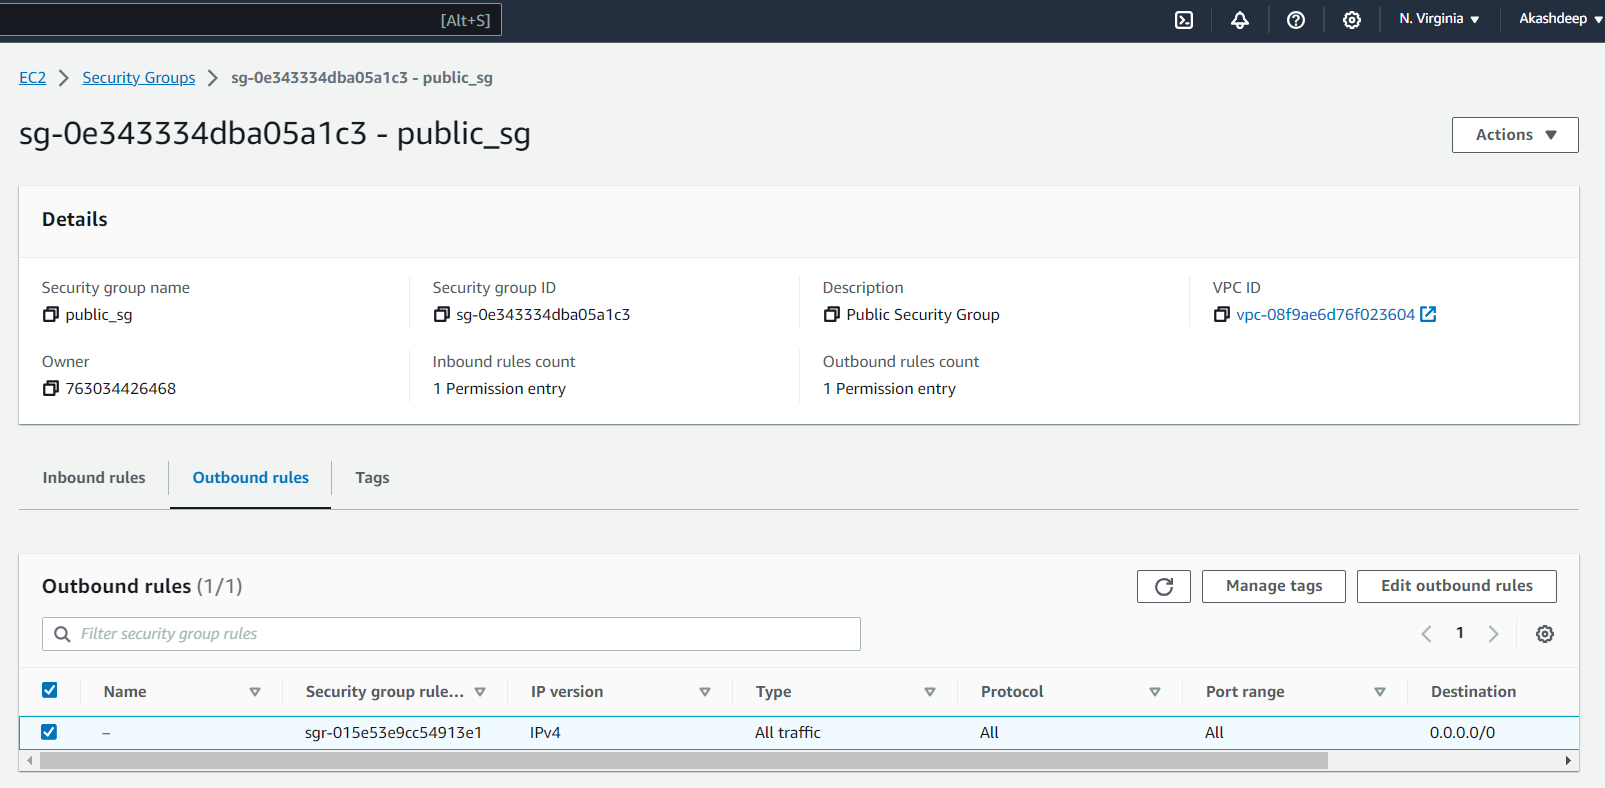 [Alt+S] N. Virginia Akashdeep
EC2 Security Groups sg-0e343334dba05a1c3 - public_sg
sg-0e343334dba05a1c3 - public_sg
Actions
Details
Security group name Security group ID Description VPC ID
public_sg sg-0e343334dba05a1c3 Public Security Group vpc-08f9ae6d76f023604
Owner Inbound rules count Outbound rules count
763034426468 1 Permission entry 1 Permission entry
Inbound rules Outbound rules Tags
Outbound rules (1/1) Manage tags Edit outbound rules
Filter security group rules 1
Name Security group rule... IP version Type Protocol Port range Destination
– sgr-015e53e9cc54913e1 IPv4 All traffic All All 0.0.0.0/0